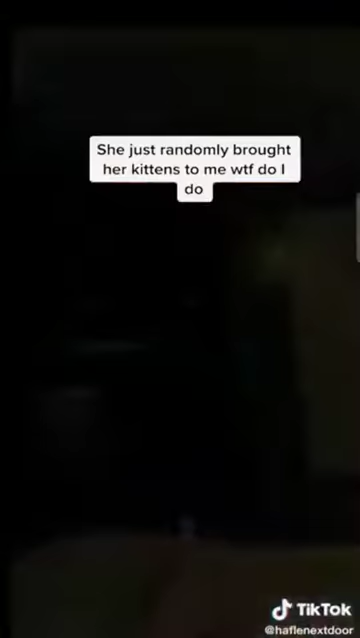 She just randomly brought
her kittens to me wtf do I
do
TikTok
@haflenextdoor